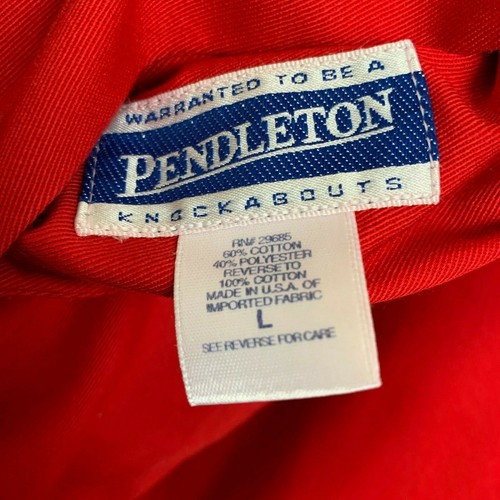 WARRANTED TO BE A
PENDLETON
KNOCKABOUTS
RN# 29685
60% COTTON
40% POLYESTER
REVERSE TO
100% COTTON
MADE IN U.S.A. OF
IMPORTED FABRIC
L
SEE REVERSE FOR CARE